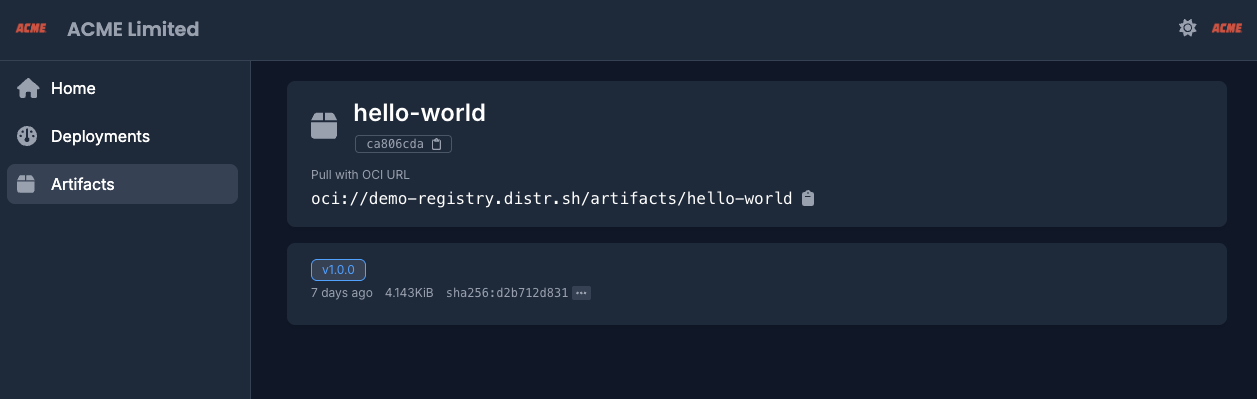 ACME ACME Limited ACME
Home
Deployments
Artifacts
hello-world
ca806cda
Pull with OCI URL
oci://demo-registry.distr.sh/artifacts/hello-world
v1.0.0
7 days ago 4.143KiB sha256:d2b712d831 ...